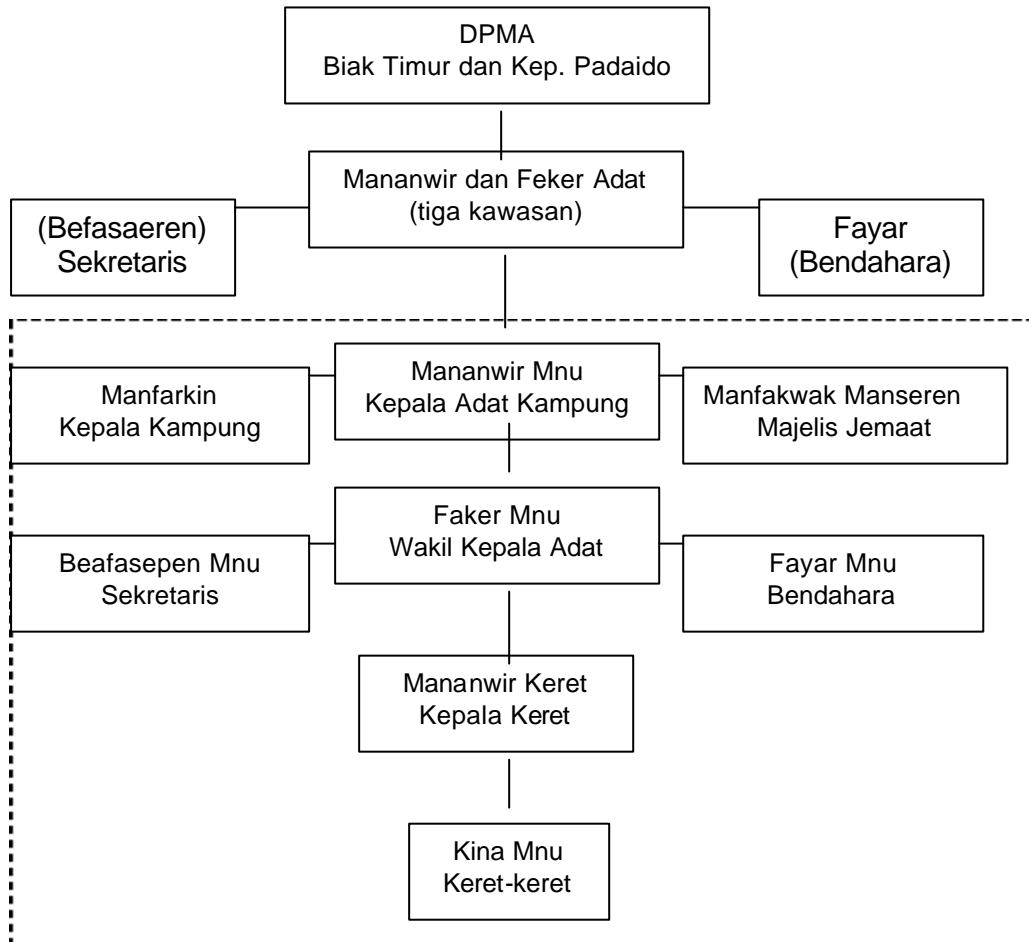 DPMA
Biak Timur dan Kep. Padaido
Mananwir dan Feker Adat
(tiga kawasan)
(Befasaeren)
Sekretaris
Fayar
(Bendahara)
Mananwir Mnu
Kepala Adat Kampung
Manfarkin
Kepala Kampung
Manfakwak Manseren
Majelis Jemaat
Faker Mnu
Wakil Kepala Adat
Beafasepen Mnu
Sekretaris
Fayar Mnu
Bendahara
Mananwir Keret
Kepala Keret
Kina Mnu
Keret-keret